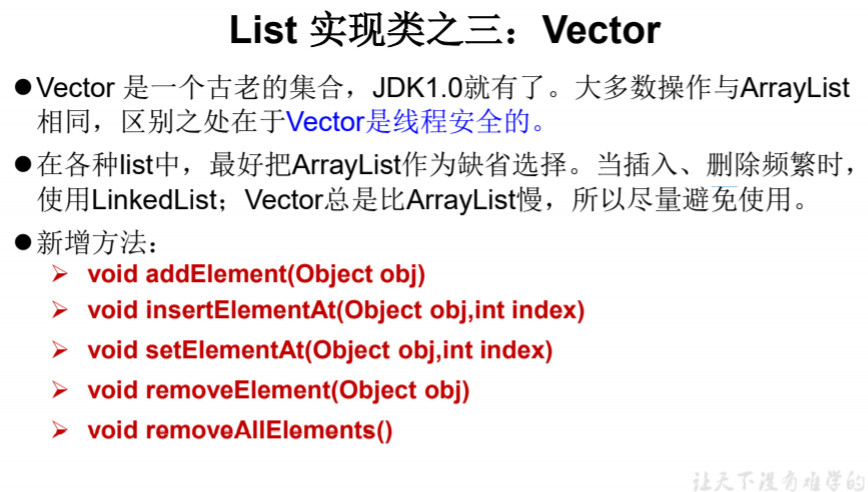 List 实现类之三：Vector
●Vector 是一个古老的集合，JDK1.0就有了。大多数操作与ArrayList
相同，区别之处在于Vector是线程安全的。
●在各种list中，最好把ArrayList作为缺省选择。当插入、删除频繁时，
使用LinkedList；Vector总是比ArrayList慢，所以尽量避免使用。
●新增方法：
➢ void addElement(Object obj)
➢ void insertElementAt(Object obj,int index)
➢ void setElementAt(Object obj,int index)
➢ void removeElement(Object obj)
➢ void removeAllElements()
让天下没有难学的